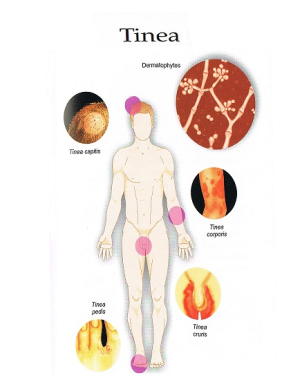 Tinea
Dermatophytes
Tinea capitis
Tinea
corporis
Tinea
pedis
Tinea
cruris